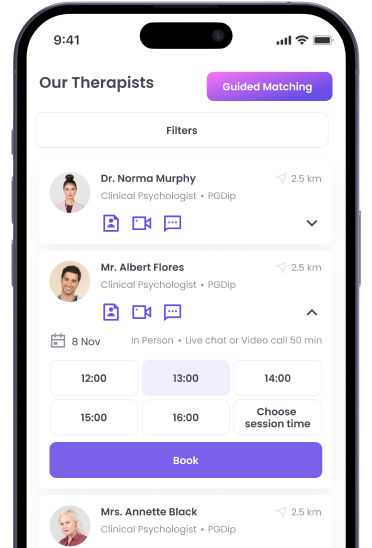 9:41
Our Therapists
Guided Matching
Filters
Dr. Norma Murphy
2.5 km
Clinical Psychologist • PGDip
Mr. Albert Flores
2.5 km
Clinical Psychologist • PGDip
8 Nov
In Person • Live chat or Video call 50 min
12:00
13:00
14:00
15:00
16:00
Choose
session time
Book
Mrs. Annette Black
2.5 km
Clinical Psychologist • PGDip